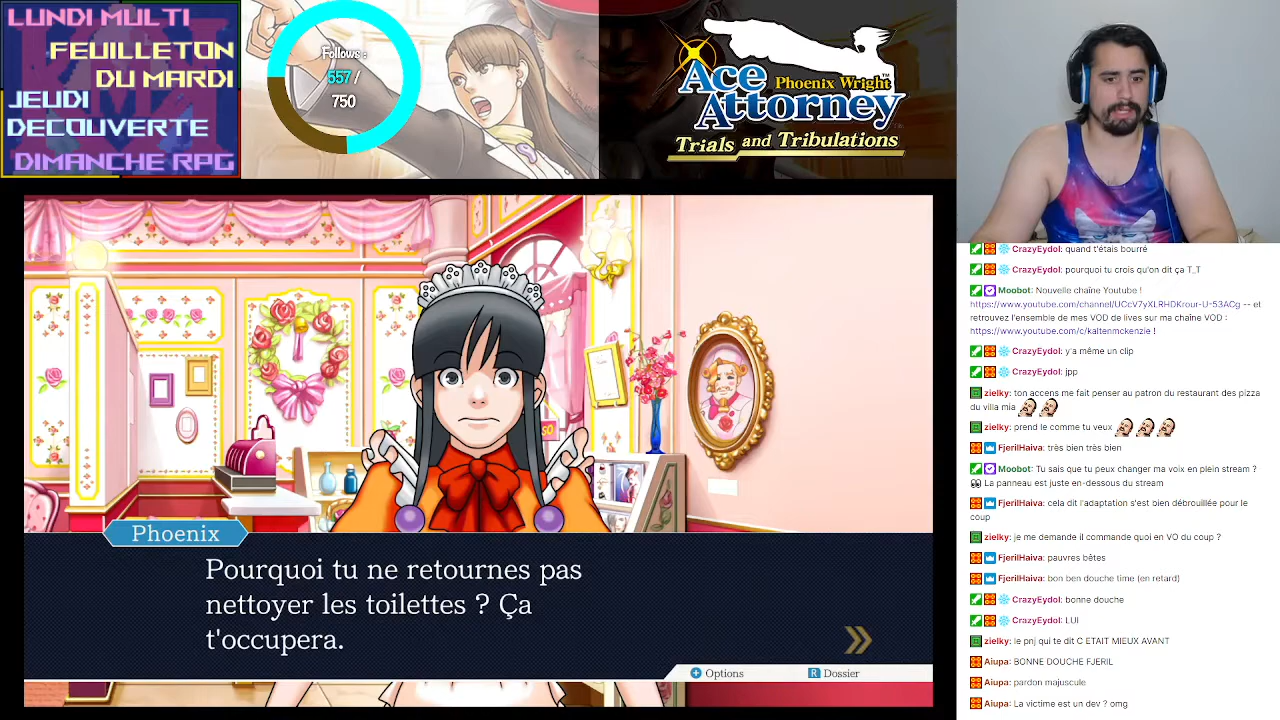 LUNDI MULTI
FEUILLETON
DU MARDI
JEUDI
DECOUVERTE
DIMANCHE RPG
Follows :
557 /
750
Phoenix Wright™
Ace
Attorney
Trials and Tribulations
CrazyEydol: quand t'étais bourré
CrazyEydol: pourquoi tu crois qu'on dit ça T_T
Moobot: Nouvelle chaîne Youtube !
https://www.youtube.com/channel/UCcV7yXLRHDKrour-U-53ACg -- et
retrouvez l'ensemble de mes VOD de lives sur ma chaîne VOD :
https://www.youtube.com/c/kaltenmckenzie !
CrazyEydol: y'a même un clip
CrazyEydol: jpp
zielky: ton accens me fait penser au patron du restaurant des pizza
du villa mia
zielky: prend le comme tu veux
FjerilHaiva: très bien très bien
Moobot: Tu sais que tu peux changer ma voix en plein stream ?
👀 La panneau est juste en-dessous du stream
FjerilHaiva: cela dit l'adaptation s'est bien débrouillée pour le
coup
zielky: je me demande il commande quoi en VO du coup ?
FjerilHaiva: pauvres bêtes
FjerilHaiva: bon ben douche time (en retard)
CrazyEydol: bonne douche
CrazyEydol: LUI
zielky: le pnj qui te dit C ETAIT MIEUX AVANT
Aiupa: BONNE DOUCHE FJERIL
Aiupa: pardon majuscule
Aiupa: La victime est un dev ? omg
Phoenix
Pourquoi tu ne retournes pas
nettoyer les toilettes ? Ça
t'occupera.
+ Options
R Dossier